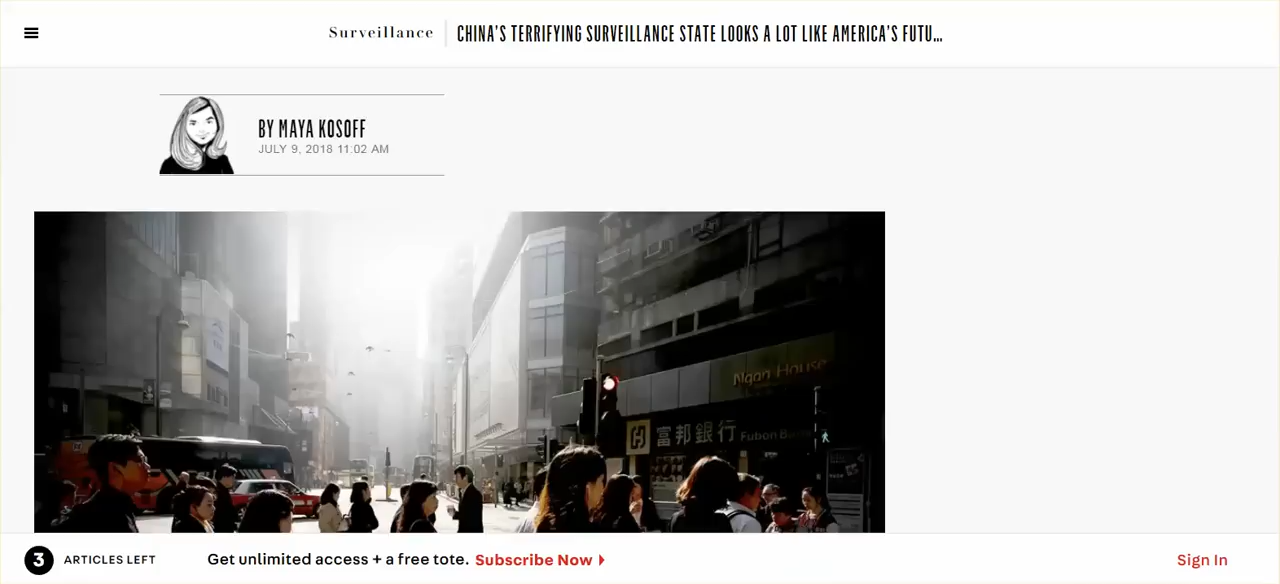 Surveillance
CHINA'S TERRIFYING SURVEILLANCE STATE LOOKS A LOT LIKE AMERICA'S FUTU...
BY MAYA KOSOFF
JULY 9, 2018 11:02 AM
Ngan House
富邦銀行 Fubon Bank
3 ARTICLES LEFT
Get unlimited access + a free tote. Subscribe Now
Sign In